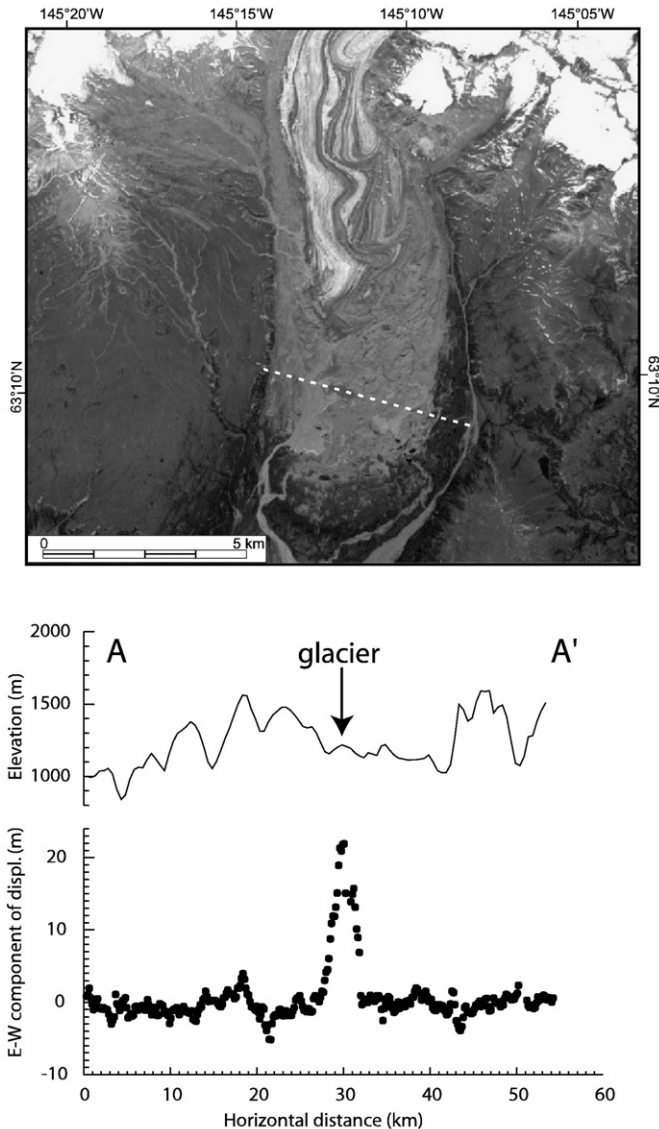 145°20'W 145°15'W 145°10'W 145°05'W
63°10'N
63°10'N
0 5 km
2000
A glacier A'
Elevation (m)
1500
1000
E-W component of displ. (m)
20
10
0
-10
0 10 20 30 40 50 60
Horizontal distance (km)